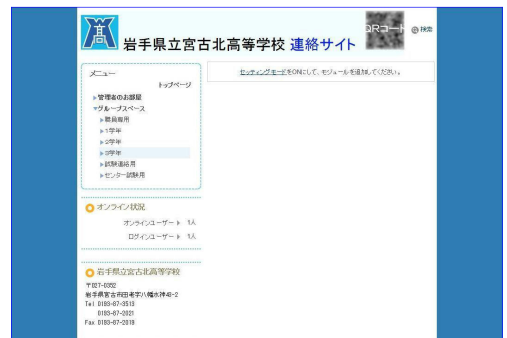 岩手県立宮古北高等学校 連絡サイト
QRコード
検索
メニュー
トップページ
管理者のお部屋
グループスペース
職員専用
1学年
2学年
3学年
試験連絡用
センター試験用
セッティングモードをONにして、モジュールを追加してください。
オンライン状況
オンラインユーザー 1人
ログインユーザー 1人
岩手県立宮古北高等学校
〒027-0352
岩手県宮古市田老字八幡水神43-2
Tel 0193-87-3513
0193-87-2021
Fax 0193-87-2019